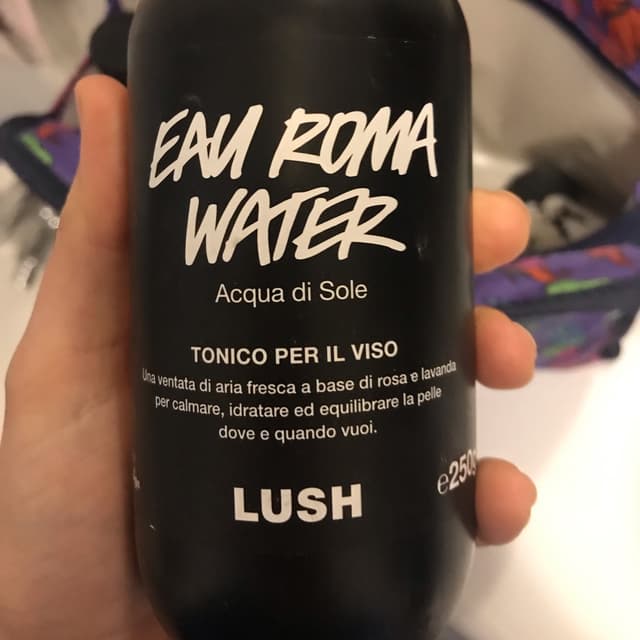 EAU ROMA
WATER
Acqua di Sole
TONICO PER IL VISO
Una ventata di aria fresca a base di rosa e lavanda
per calmare, idratare ed equilibrare la pelle
dove e quando vuoi.
LUSH
e250g